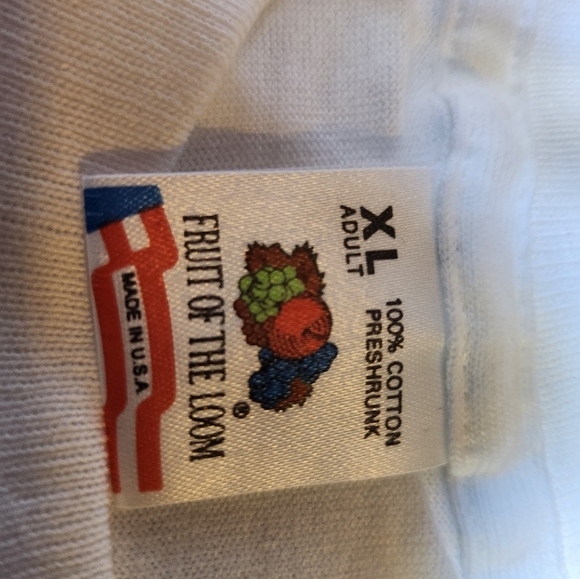 XL
ADULT
100% COTTON
PRESHRUNK
®
FRUIT OF THE LOOM
MADE IN U.S.A.